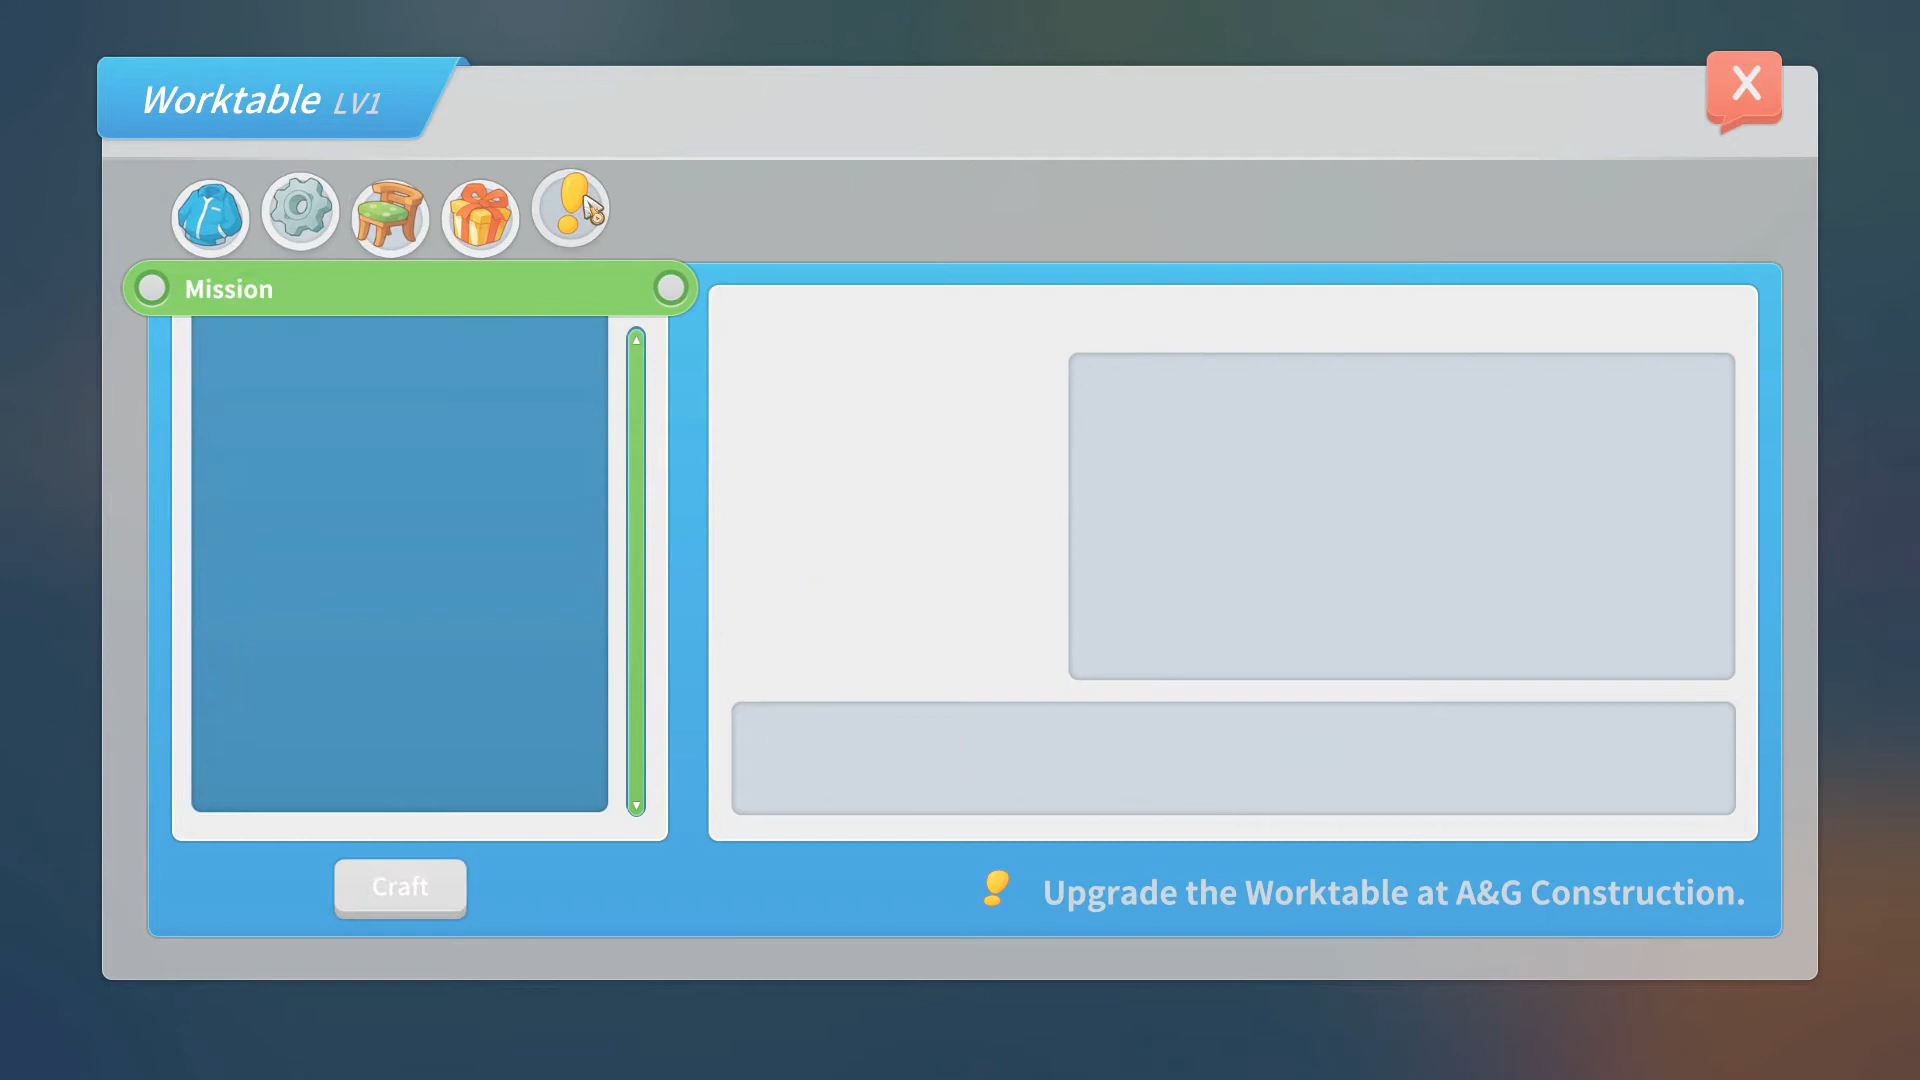 Worktable LV1
X
Mission
Craft
Upgrade the Worktable at A&G Construction.